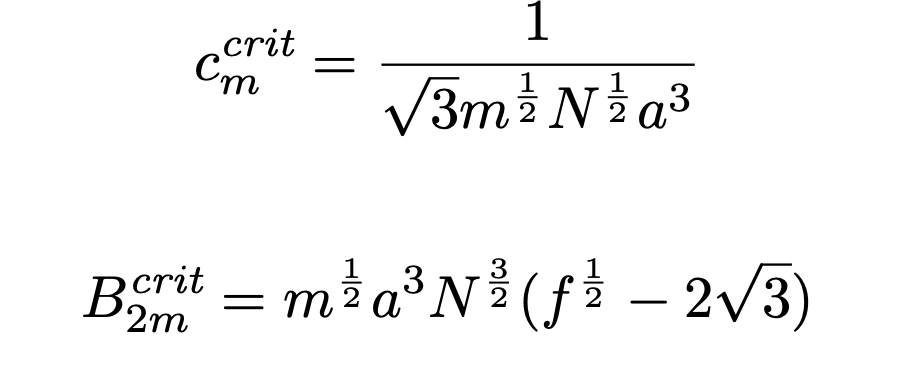 c_m^{crit} = \frac{1}{\sqrt{3}m^{\frac{1}{2}}N^{\frac{1}{2}}a^3}
B_{2m}^{crit} = m^{\frac{1}{2}}a^3N^{\frac{3}{2}}(f^{\frac{1}{2}} - 2\sqrt{3})